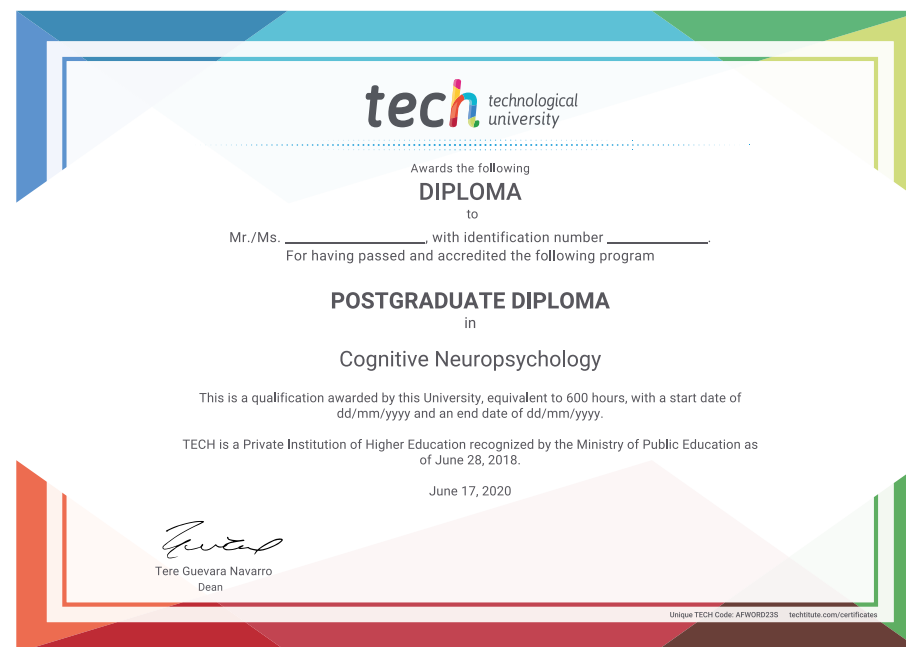 tech technological
university
Awards the following
DIPLOMA
to
Mr./Ms. ____________________, with identification number ______________.
For having passed and accredited the following program
POSTGRADUATE DIPLOMA
in
Cognitive Neuropsychology
This is a qualification awarded by this University, equivalent to 600 hours, with a start date of
dd/mm/yyyy and an end date of dd/mm/yyyy.
TECH is a Private Institution of Higher Education recognized by the Ministry of Public Education as
of June 28, 2018.
June 17, 2020
Tere Guevara Navarro
Dean
Unique TECH Code: AFWORD23S techtitute.com/certificates